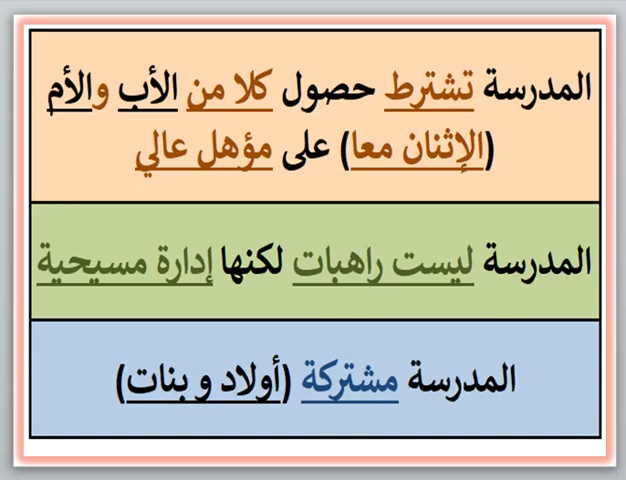 المدرسة تشترط حصول كلا من الأب والأم
(الإثنان معا) على مؤهل عالي
المدرسة ليست راهبات لكنها إدارة مسيحية
المدرسة مشتركة (أولاد و بنات)